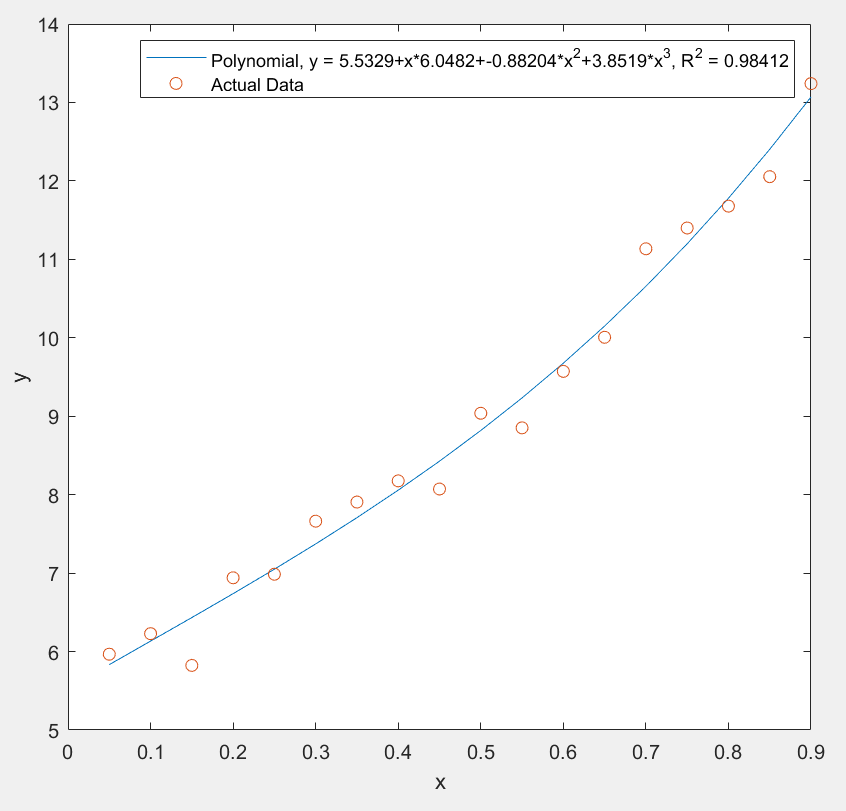 14
Polynomial, y = 5.5329+x*6.0482+-0.88204*x²+3.8519*x³, R² = 0.98412
Actual Data
13
12
11
10
9
8
7
6
5
y
0 0.1 0.2 0.3 0.4 0.5 0.6 0.7 0.8 0.9
x